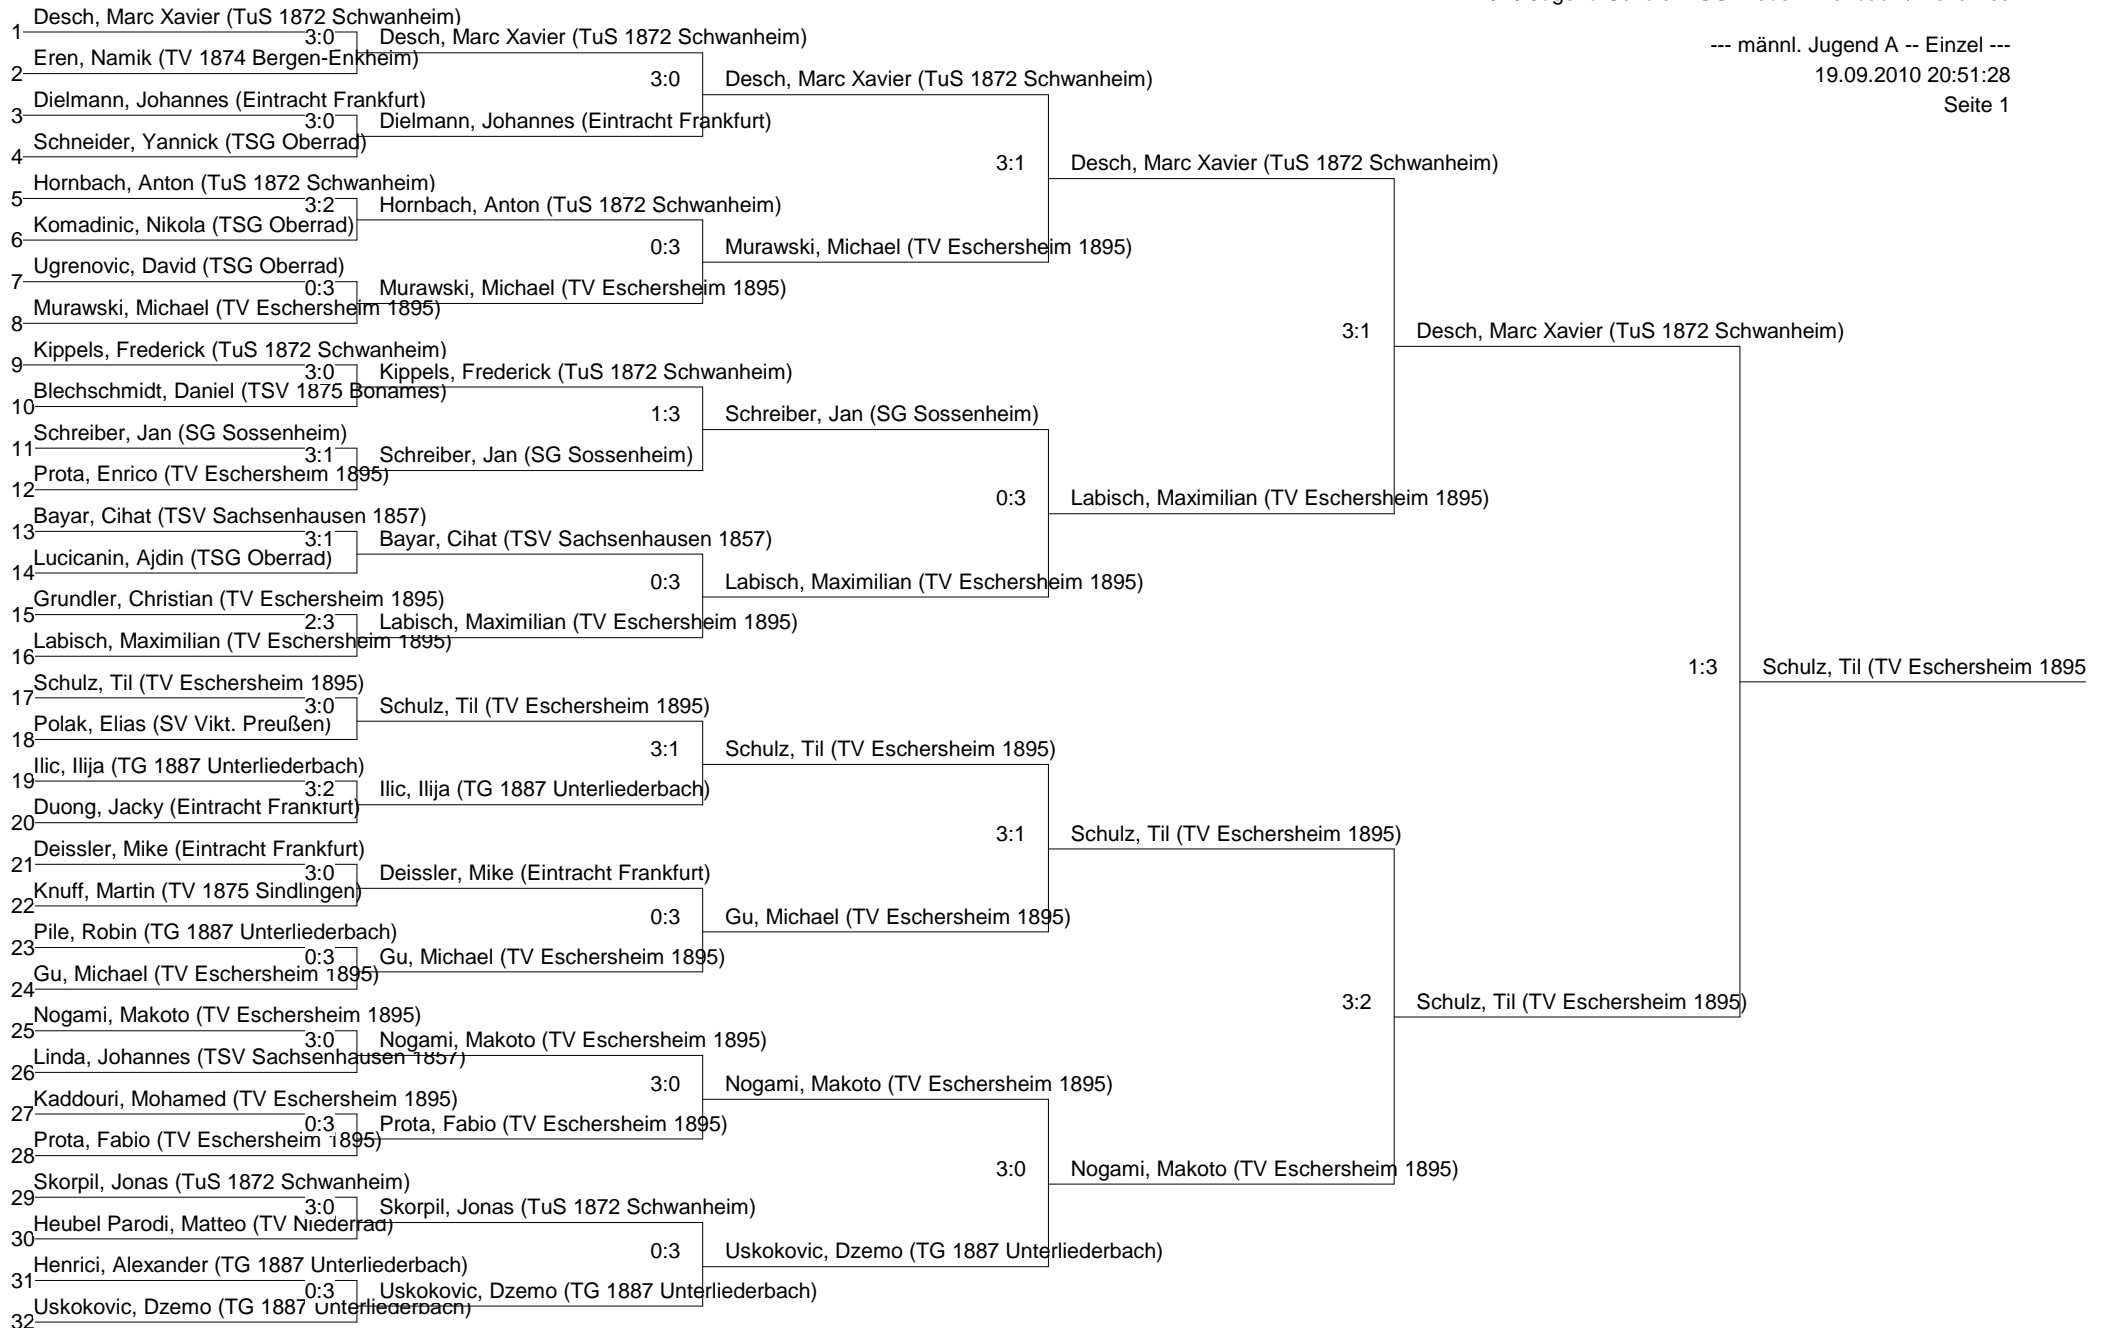 --- männl. Jugend A -- Einzel ---
19.09.2010 20:51:28
Seite 1
1 Desch, Marc Xavier (TuS 1872 Schwanheim)
3:0 Desch, Marc Xavier (TuS 1872 Schwanheim)
2 Eren, Namik (TV 1874 Bergen-Enkheim)
3:0 Desch, Marc Xavier (TuS 1872 Schwanheim)
3 Dielmann, Johannes (Eintracht Frankfurt)
3:0 Dielmann, Johannes (Eintracht Frankfurt)
4 Schneider, Yannick (TSG Oberrad)
3:1 Desch, Marc Xavier (TuS 1872 Schwanheim)
5 Hornbach, Anton (TuS 1872 Schwanheim)
3:2 Hornbach, Anton (TuS 1872 Schwanheim)
6 Komadinic, Nikola (TSG Oberrad)
0:3 Murawski, Michael (TV Eschersheim 1895)
7 Ugrenovic, David (TSG Oberrad)
0:3 Murawski, Michael (TV Eschersheim 1895)
8 Murawski, Michael (TV Eschersheim 1895)
3:1 Desch, Marc Xavier (TuS 1872 Schwanheim)
9 Kippels, Frederick (TuS 1872 Schwanheim)
3:0 Kippels, Frederick (TuS 1872 Schwanheim)
10 Blechschmidt, Daniel (TSV 1875 Bonames)
1:3 Schreiber, Jan (SG Sossenheim)
11 Schreiber, Jan (SG Sossenheim)
3:1 Schreiber, Jan (SG Sossenheim)
12 Prota, Enrico (TV Eschersheim 1895)
0:3 Labisch, Maximilian (TV Eschersheim 1895)
13 Bayar, Cihat (TSV Sachsenhausen 1857)
3:1 Bayar, Cihat (TSV Sachsenhausen 1857)
14 Lucicanin, Ajdin (TSG Oberrad)
0:3 Labisch, Maximilian (TV Eschersheim 1895)
15 Grundler, Christian (TV Eschersheim 1895)
2:3 Labisch, Maximilian (TV Eschersheim 1895)
16 Labisch, Maximilian (TV Eschersheim 1895)
1:3 Schulz, Til (TV Eschersheim 1895
17 Schulz, Til (TV Eschersheim 1895)
3:0 Schulz, Til (TV Eschersheim 1895)
18 Polak, Elias (SV Vikt. Preußen)
3:1 Schulz, Til (TV Eschersheim 1895)
19 Ilic, Ilija (TG 1887 Unterliederbach)
3:2 Ilic, Ilija (TG 1887 Unterliederbach)
20 Duong, Jacky (Eintracht Frankfurt)
3:1 Schulz, Til (TV Eschersheim 1895)
21 Deissler, Mike (Eintracht Frankfurt)
3:0 Deissler, Mike (Eintracht Frankfurt)
22 Knuff, Martin (TV 1875 Sindlingen)
0:3 Gu, Michael (TV Eschersheim 1895)
23 Pile, Robin (TG 1887 Unterliederbach)
0:3 Gu, Michael (TV Eschersheim 1895)
24 Gu, Michael (TV Eschersheim 1895)
3:2 Schulz, Til (TV Eschersheim 1895)
25 Nogami, Makoto (TV Eschersheim 1895)
3:0 Nogami, Makoto (TV Eschersheim 1895)
26 Linda, Johannes (TSV Sachsenhausen 1857)
3:0 Nogami, Makoto (TV Eschersheim 1895)
27 Kaddouri, Mohamed (TV Eschersheim 1895)
0:3 Prota, Fabio (TV Eschersheim 1895)
28 Prota, Fabio (TV Eschersheim 1895)
3:0 Nogami, Makoto (TV Eschersheim 1895)
29 Skorpil, Jonas (TuS 1872 Schwanheim)
3:0 Skorpil, Jonas (TuS 1872 Schwanheim)
30 Heubel Parodi, Matteo (TV Niederrad)
0:3 Uskokovic, Dzemo (TG 1887 Unterliederbach)
31 Henrici, Alexander (TG 1887 Unterliederbach)
0:3 Uskokovic, Dzemo (TG 1887 Unterliederbach)
32 Uskokovic, Dzemo (TG 1887 Unterliederbach)